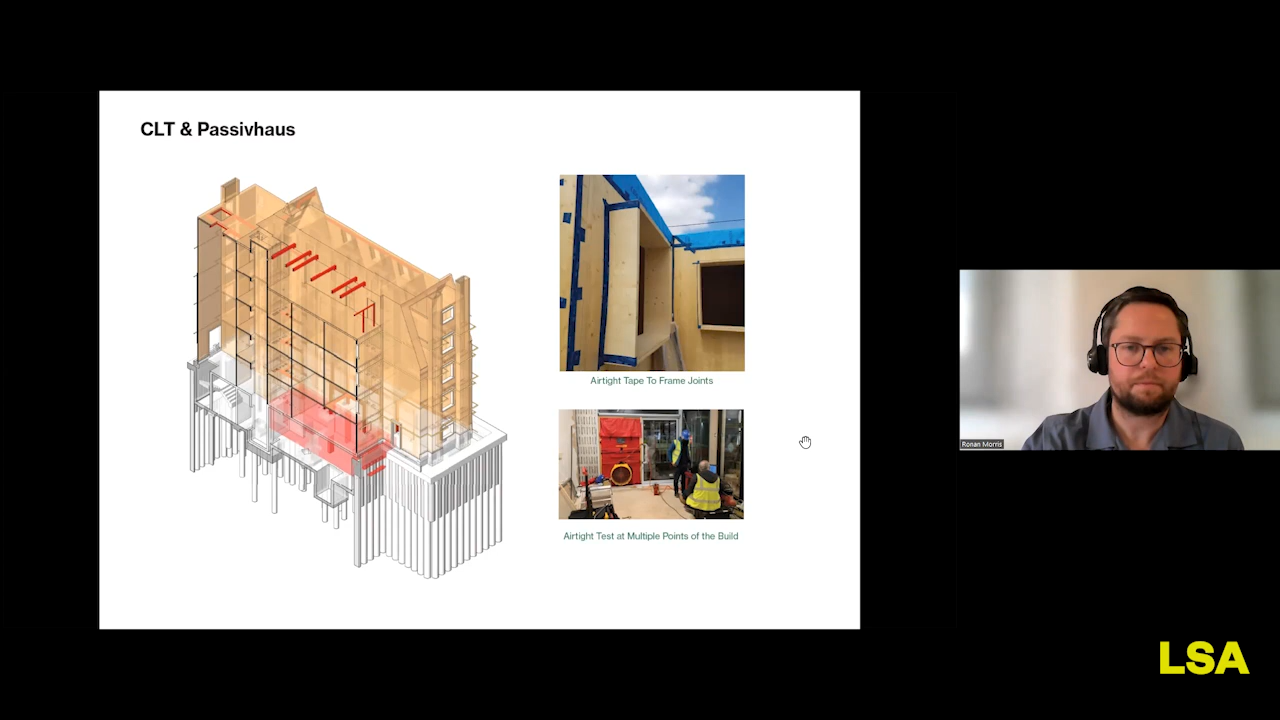 CLT & Passivhaus
Airtight Tape To Frame Joints
Airtight Test at Multiple Points of the Build
Ronan Morris
LSA